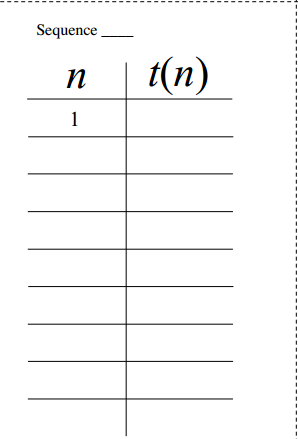 Sequence ____
n t(n)
1